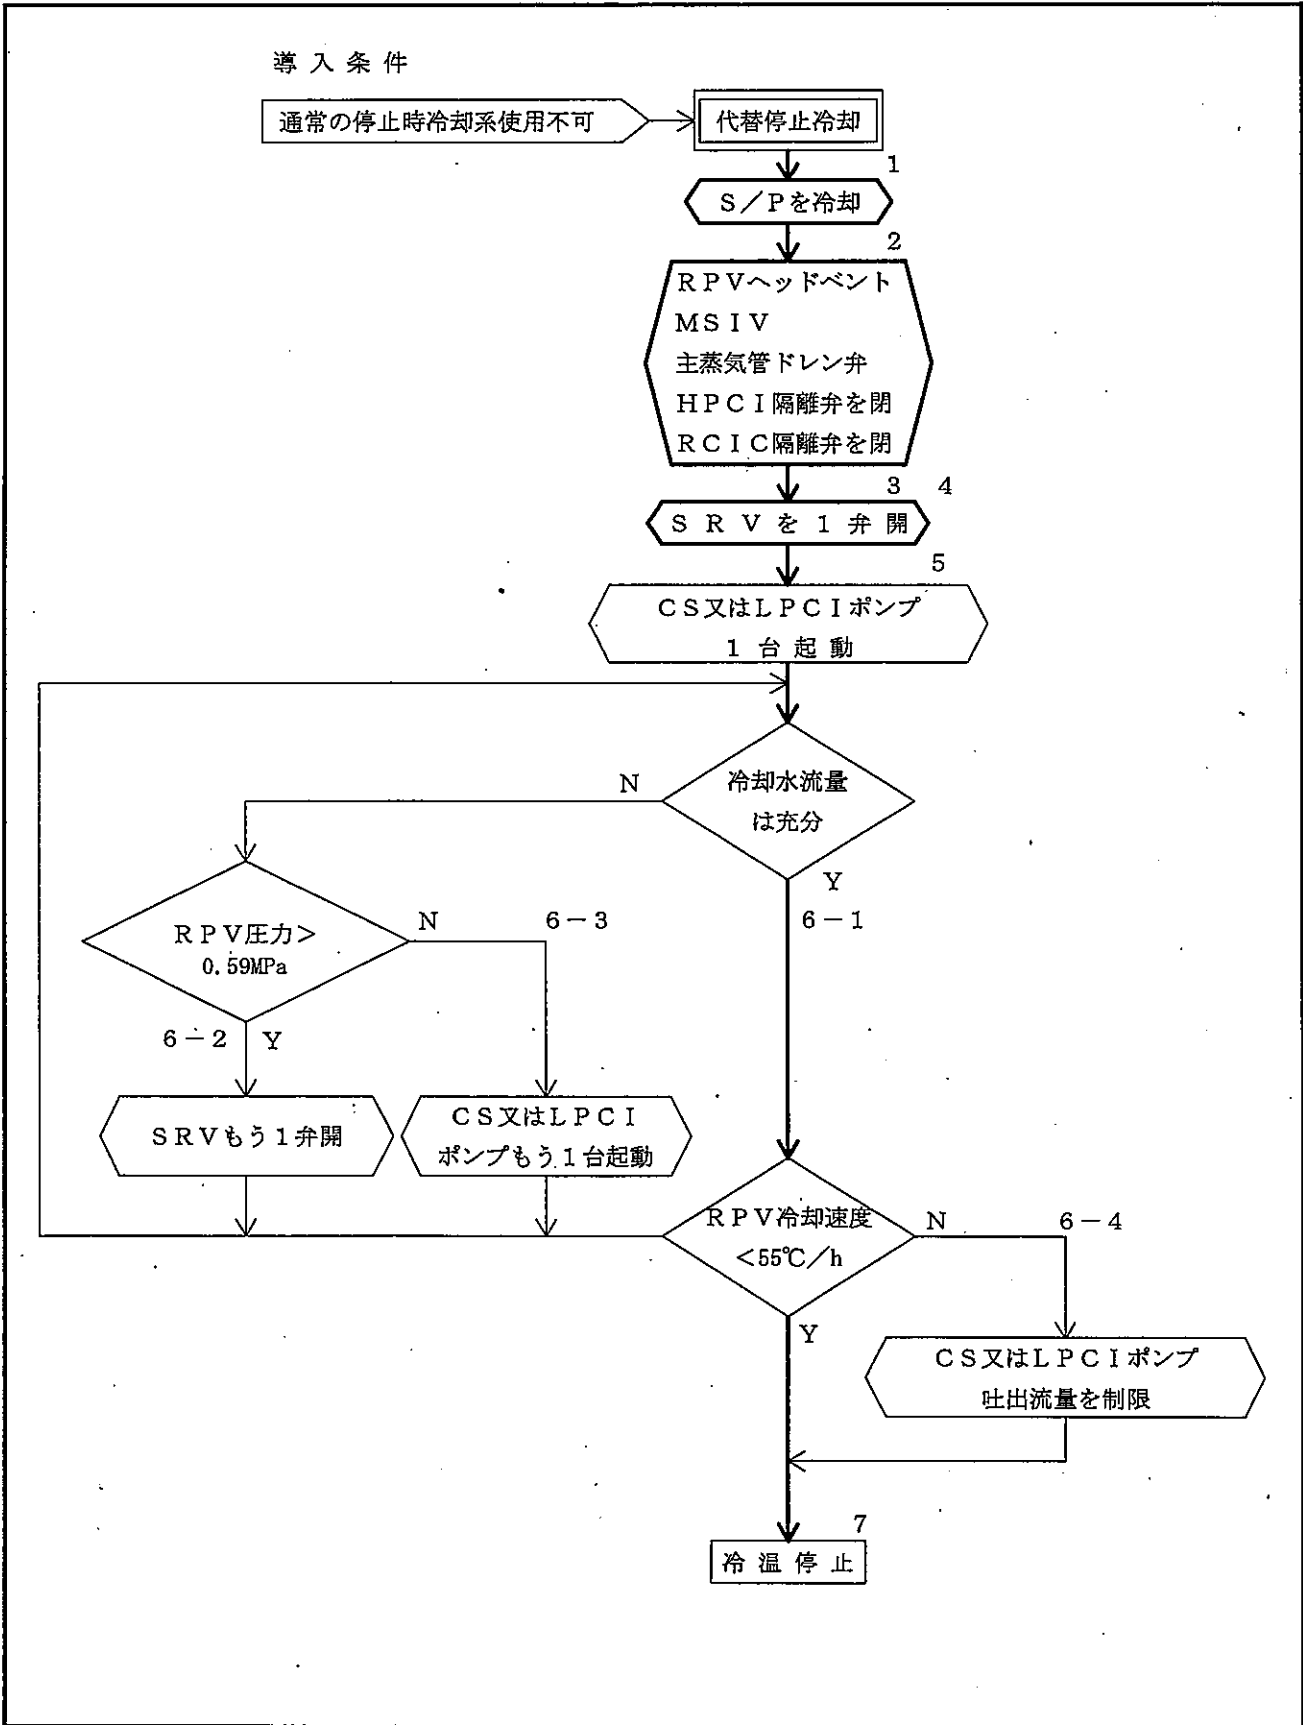 導入条件
通常の停止時冷却系使用不可
代替停止冷却
1
S/Pを冷却
2
RPVヘッドベント
MSIV
主蒸気管ドレン弁
HPCI隔離弁を閉
RCIC隔離弁を閉
3 4
SRVを1弁開
5
CS又はLPCIポンプ
1台起動
冷却水流量
は充分
N
Y
RPV圧力>
0.59MPa
N
6-3
6-1
6-2
Y
SRVもう1弁開
CS又はLPCI
ポンプもう1台起動
RPV冷却速度
<55℃/h
N
6-4
Y
CS又はLPCIポンプ
吐出流量を制限
7
冷温停止